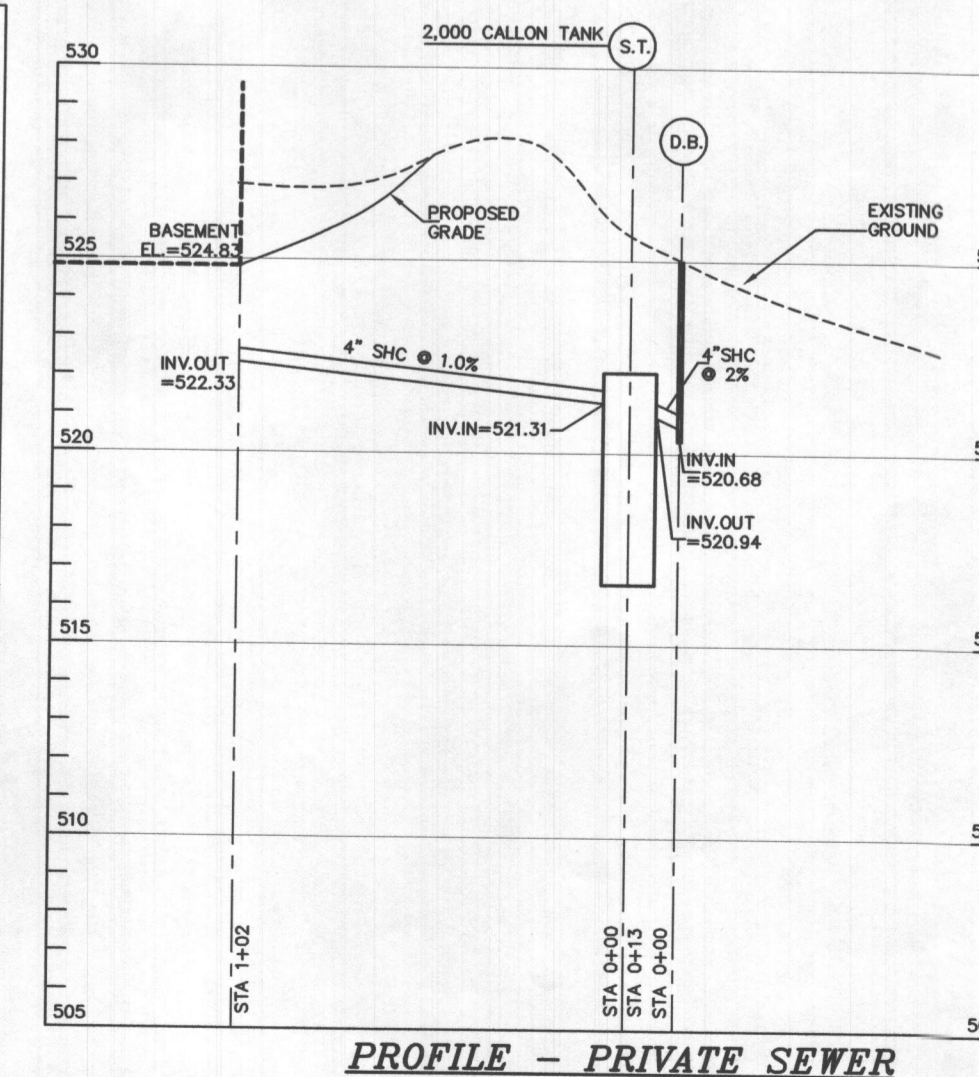 2,000 CALLON TANK
S.T.
530
D.B.
PROPOSED
GRADE
EXISTING
GROUND
BASEMENT
EL.=524.83
525
4" SHC @ 1.0%
4"SHC
@ 2%
INV.OUT
=522.33
INV.IN=521.31
520
INV.IN
=520.68
INV.OUT
=520.94
515
510
STA 1+02
STA 0+00
STA 0+13
STA 0+00
505
PROFILE - PRIVATE SEWER